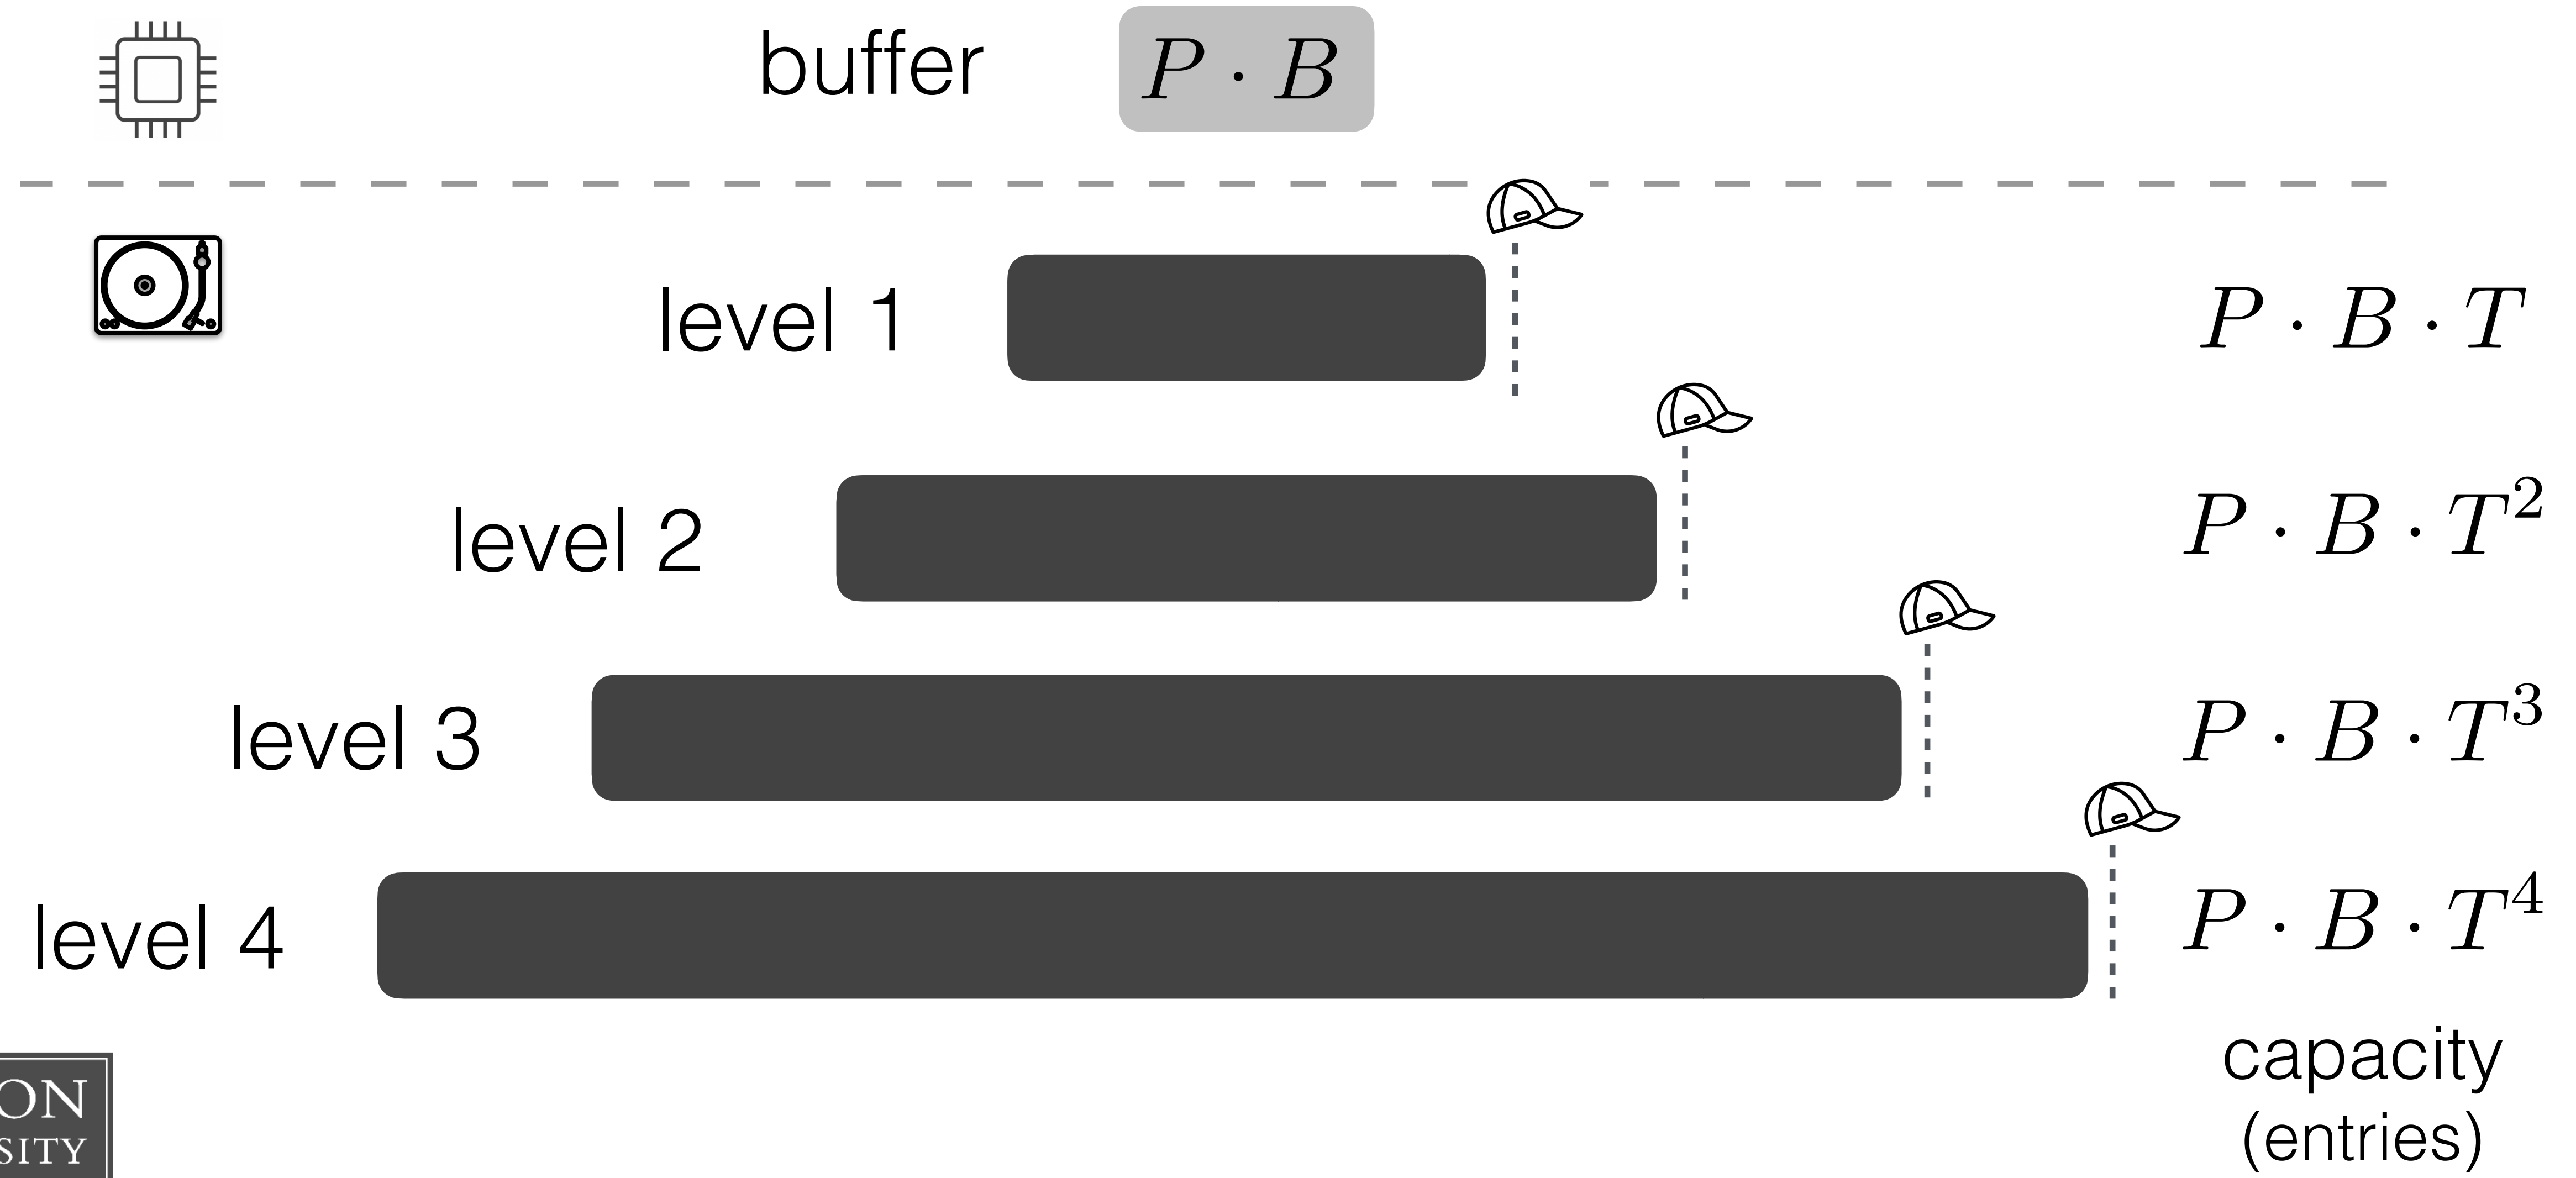 buffer P · B
level 1 P · B · T
level 2 P · B · T²
level 3 P · B · T³
level 4 P · B · T⁴
capacity
(entries)
ON
SITY